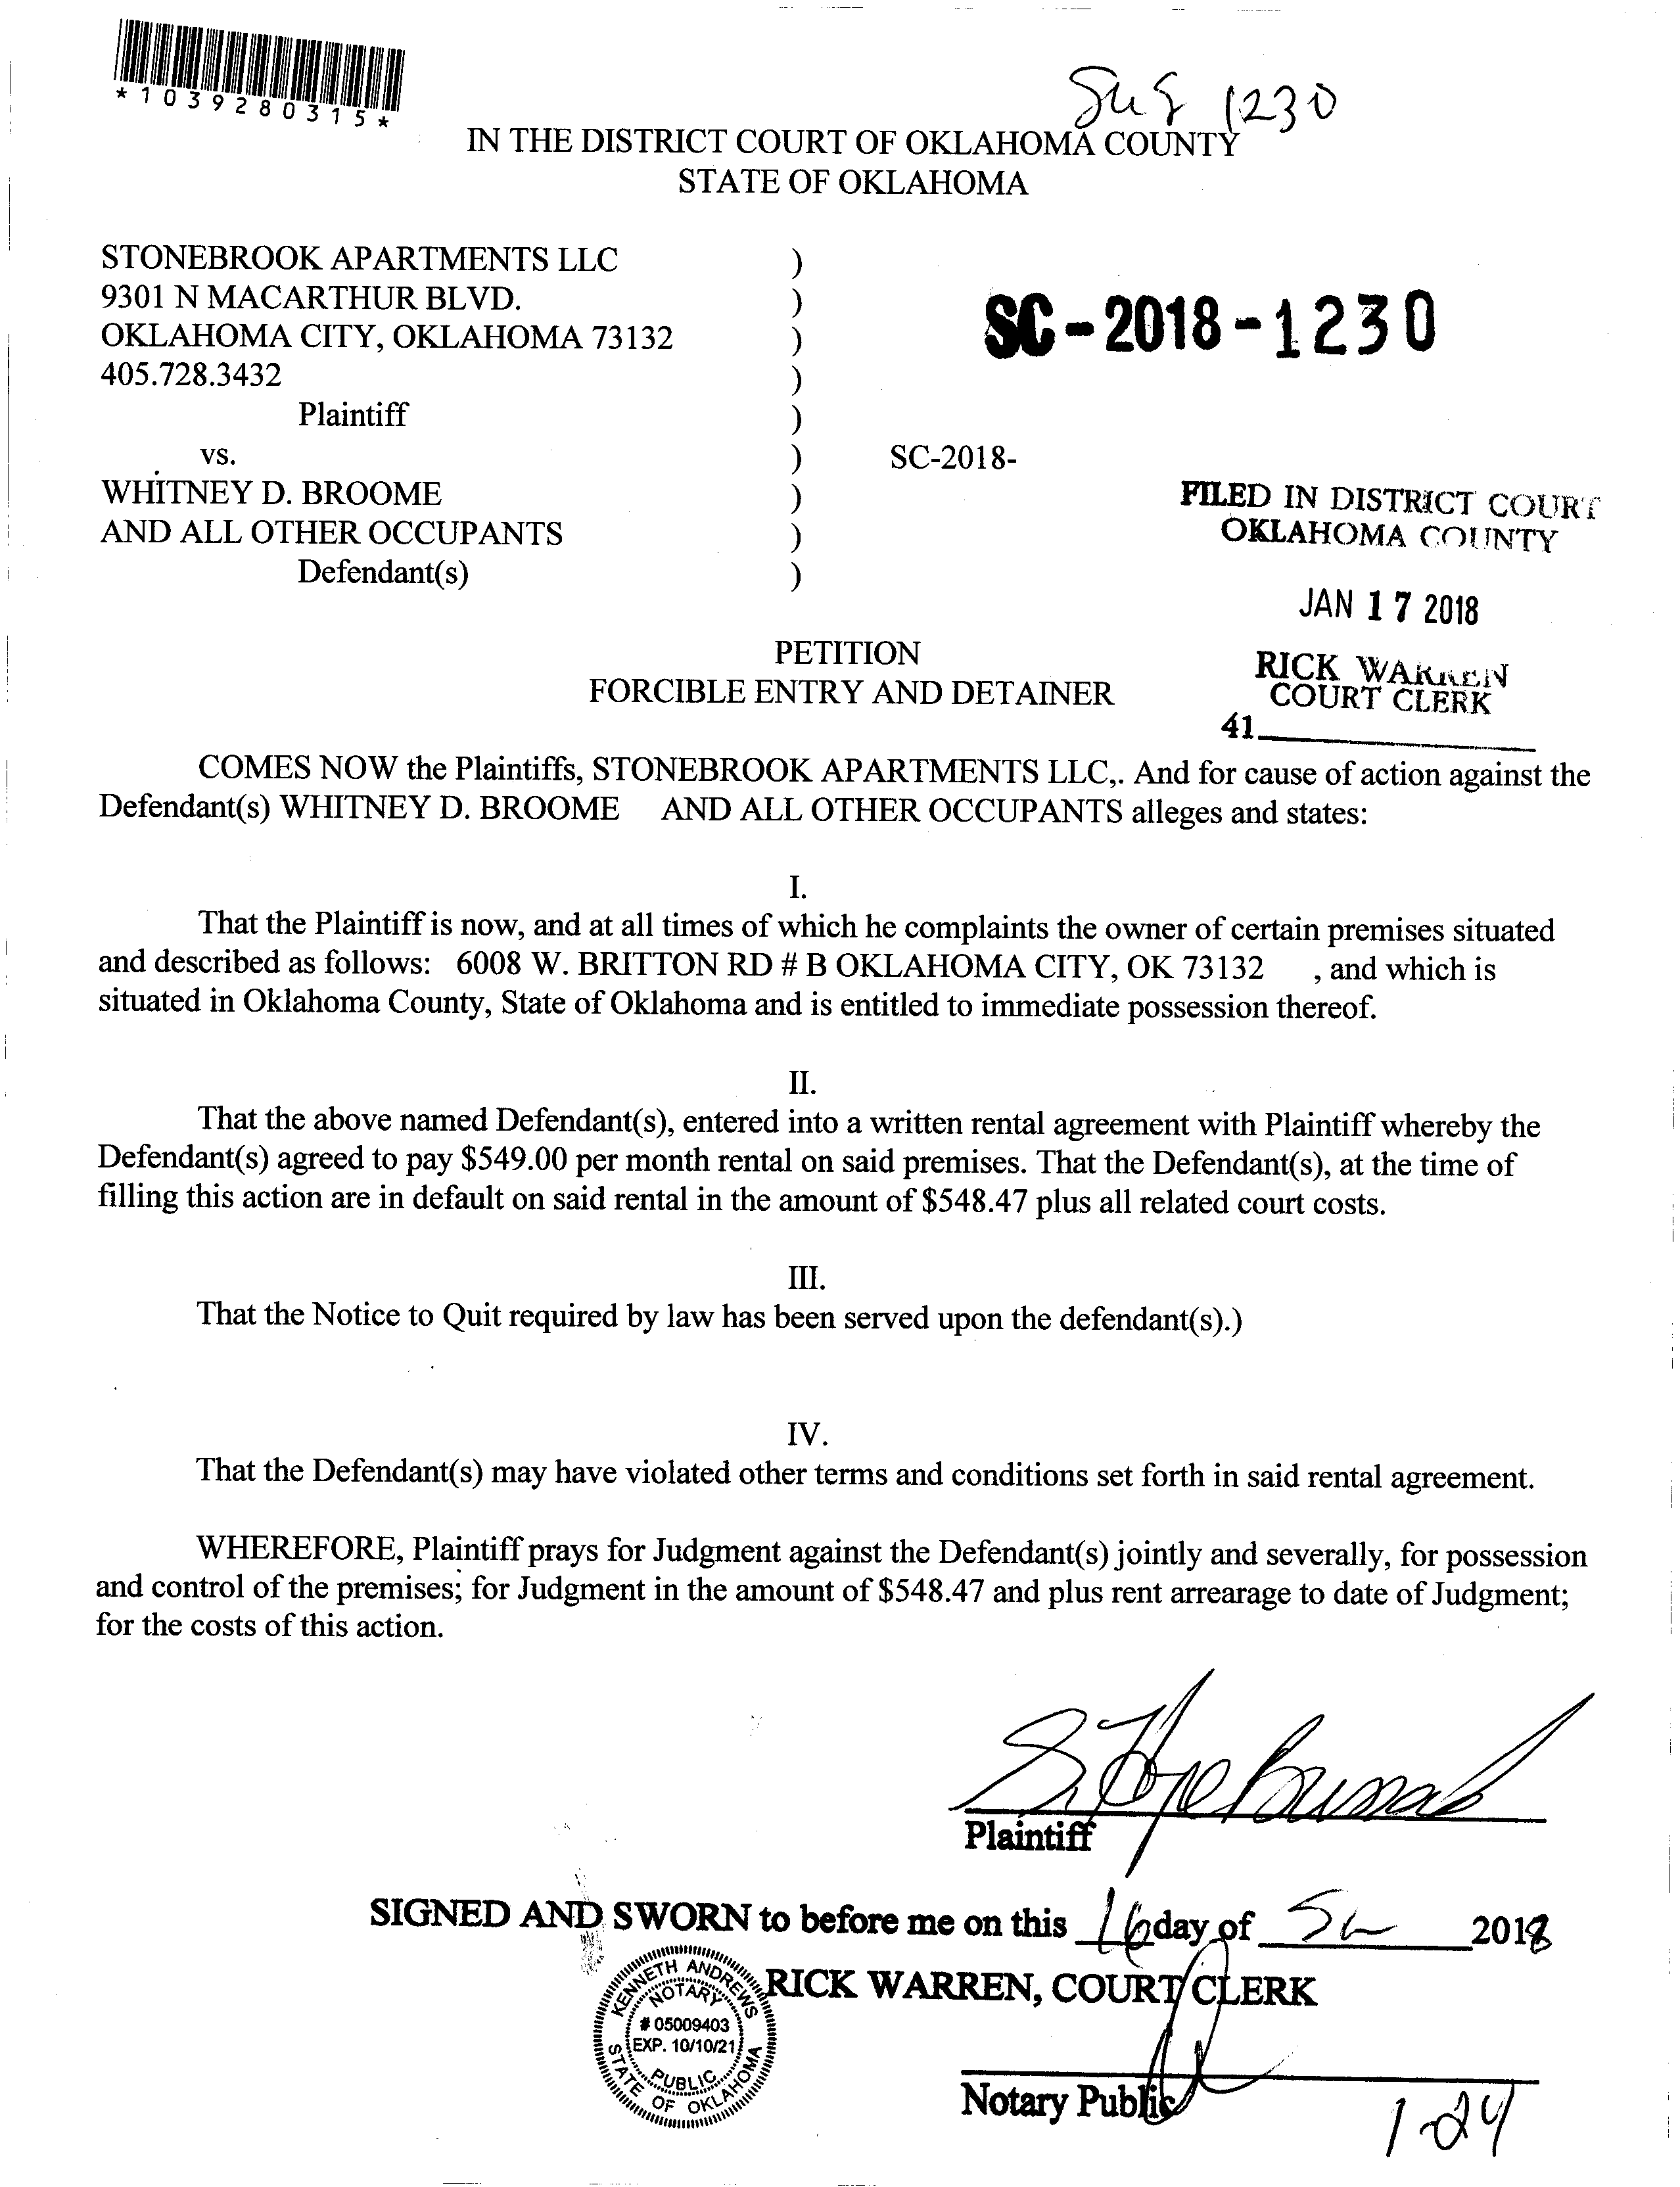 *1039280315*
1230
IN THE DISTRICT COURT OF OKLAHOMA COUNTY
STATE OF OKLAHOMA
STONEBROOK APARTMENTS LLC )
9301 N MACARTHUR BLVD. )
OKLAHOMA CITY, OKLAHOMA 73132 )
405.728.3432 )
SC-2018-1230
Plaintiff )
vs. ) SC-2018-
WHITNEY D. BROOME )
AND ALL OTHER OCCUPANTS )
Defendant(s) )
FILED IN DISTRICT COURT
OKLAHOMA COUNTY
JAN 17 2018
RICK WARREN
COURT CLERK
41
PETITION
FORCIBLE ENTRY AND DETAINER
COMES NOW the Plaintiffs, STONEBROOK APARTMENTS LLC,. And for cause of action against the
Defendant(s) WHITNEY D. BROOME AND ALL OTHER OCCUPANTS alleges and states:
I.
That the Plaintiff is now, and at all times of which he complaints the owner of certain premises situated
and described as follows: 6008 W. BRITTON RD # B OKLAHOMA CITY, OK 73132 , and which is
situated in Oklahoma County, State of Oklahoma and is entitled to immediate possession thereof.
II.
That the above named Defendant(s), entered into a written rental agreement with Plaintiff whereby the
Defendant(s) agreed to pay $549.00 per month rental on said premises. That the Defendant(s), at the time of
filling this action are in default on said rental in the amount of $548.47 plus all related court costs.
III.
That the Notice to Quit required by law has been served upon the defendant(s).)
IV.
That the Defendant(s) may have violated other terms and conditions set forth in said rental agreement.
WHEREFORE, Plaintiff prays for Judgment against the Defendant(s) jointly and severally, for possession
and control of the premises; for Judgment in the amount of $548.47 and plus rent arrearage to date of Judgment;
for the costs of this action.
Plaintiff
SIGNED AND SWORN to before me on this 16 day of 2018
RICK WARREN, COURT CLERK
KENNETH ANDREWS
NOTARY
# 05009403
EXP. 10/10/21
PUBLIC
STATE OF OKLAHOMA
Notary Public
1-24